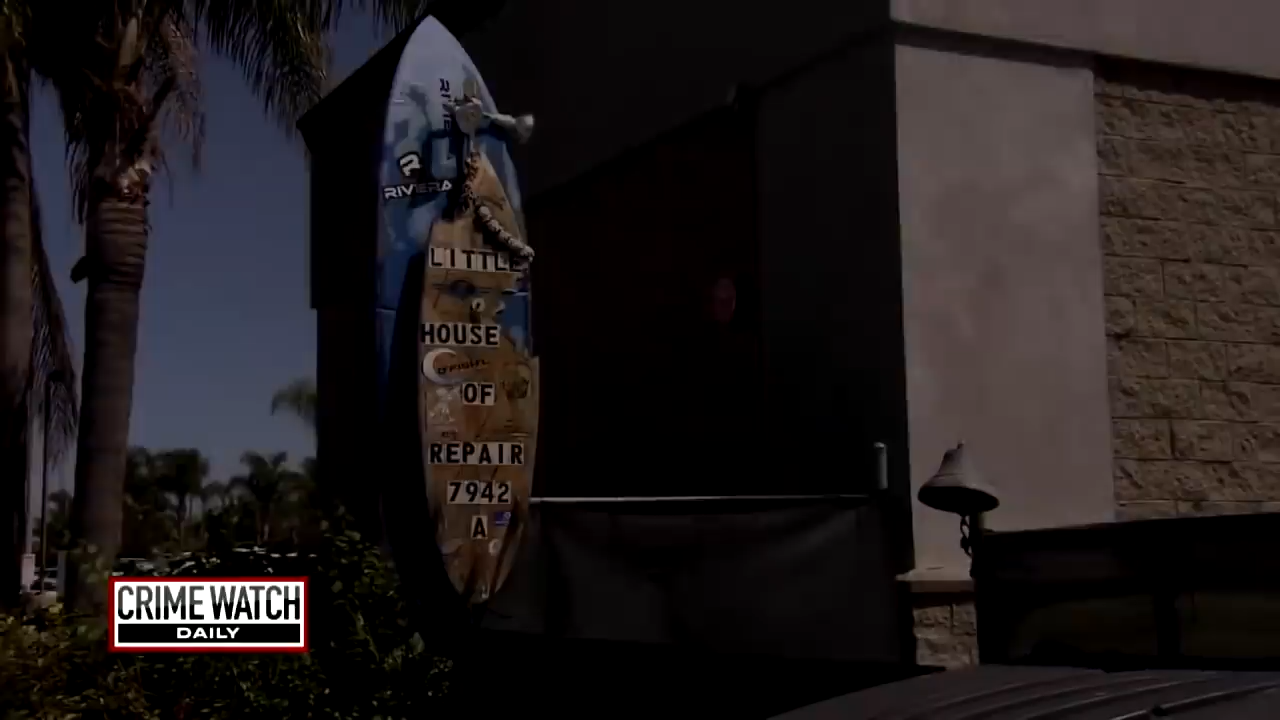 RIVIERA
LITTLE
HOUSE
O'NEILL
OF
REPAIR
7942
A
CRIME WATCH
DAILY